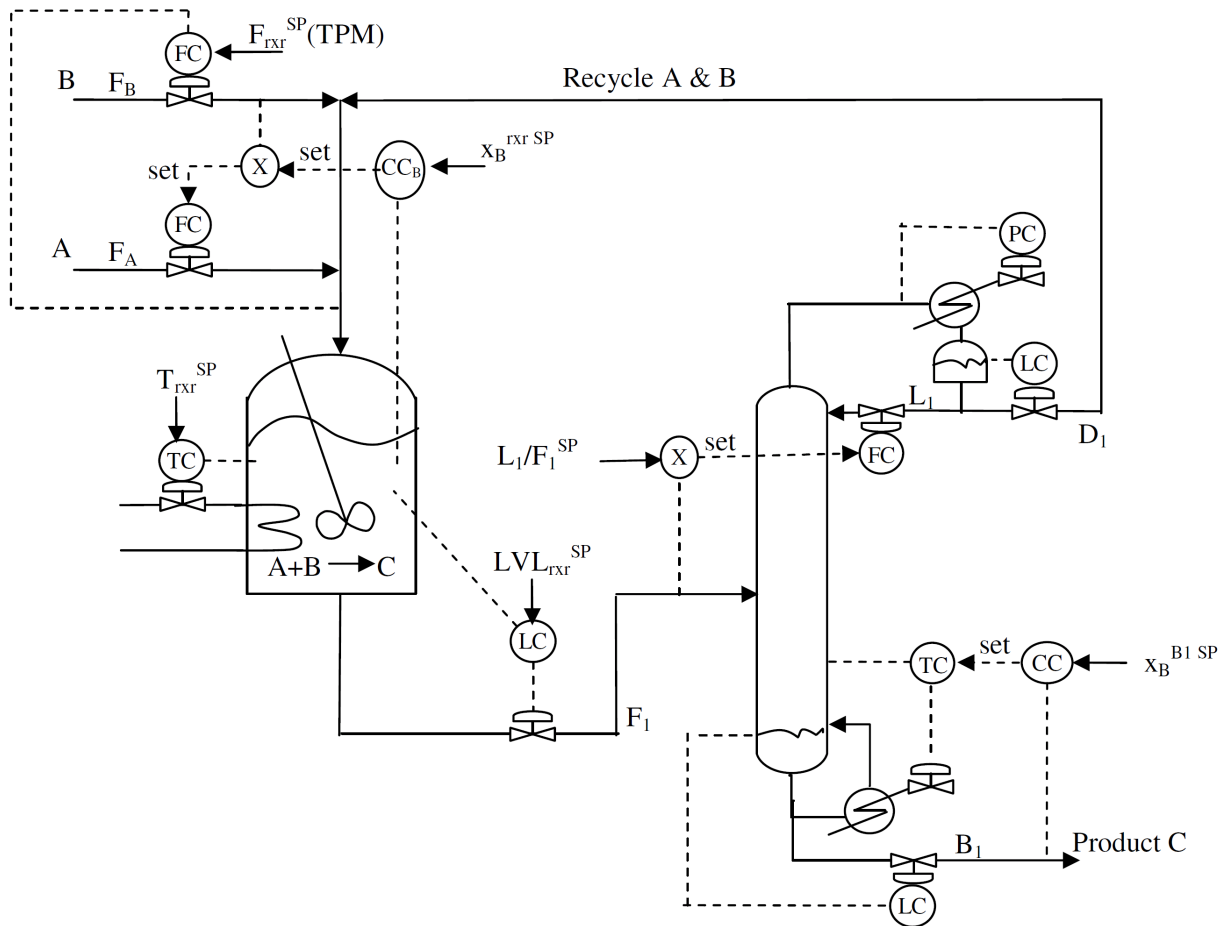 F_rxr^SP(TPM)
FC
B
F_B
Recycle A & B
x_B^rxr SP
set
X
CC_B
set
FC
PC
A
F_A
LC
T_rxr^SP
L_1
D_1
set
TC
L_1/F_1^SP
X
FC
LVL_rxr^SP
A+B
C
LC
set
TC
CC
x_B^B1 SP
F_1
B_1
Product C
LC